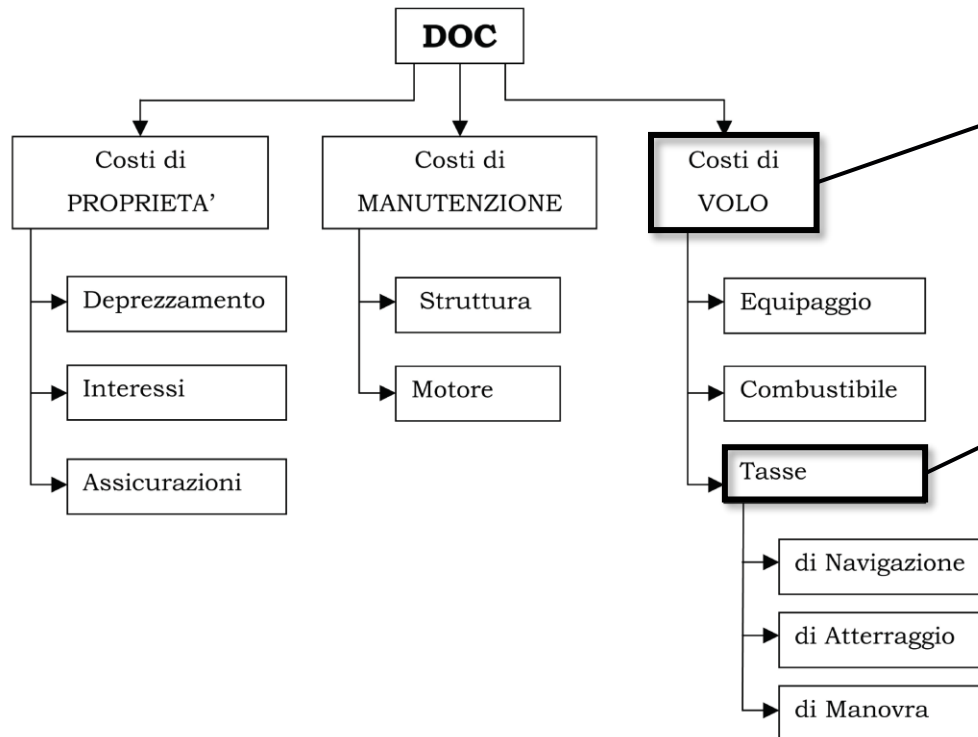 DOC
Costi di
PROPRIETA’
Costi di
MANUTENZIONE
Costi di
VOLO
Deprezzamento
Interessi
Assicurazioni
Struttura
Motore
Equipaggio
Combustibile
Tasse
di Navigazione
di Atterraggio
di Manovra